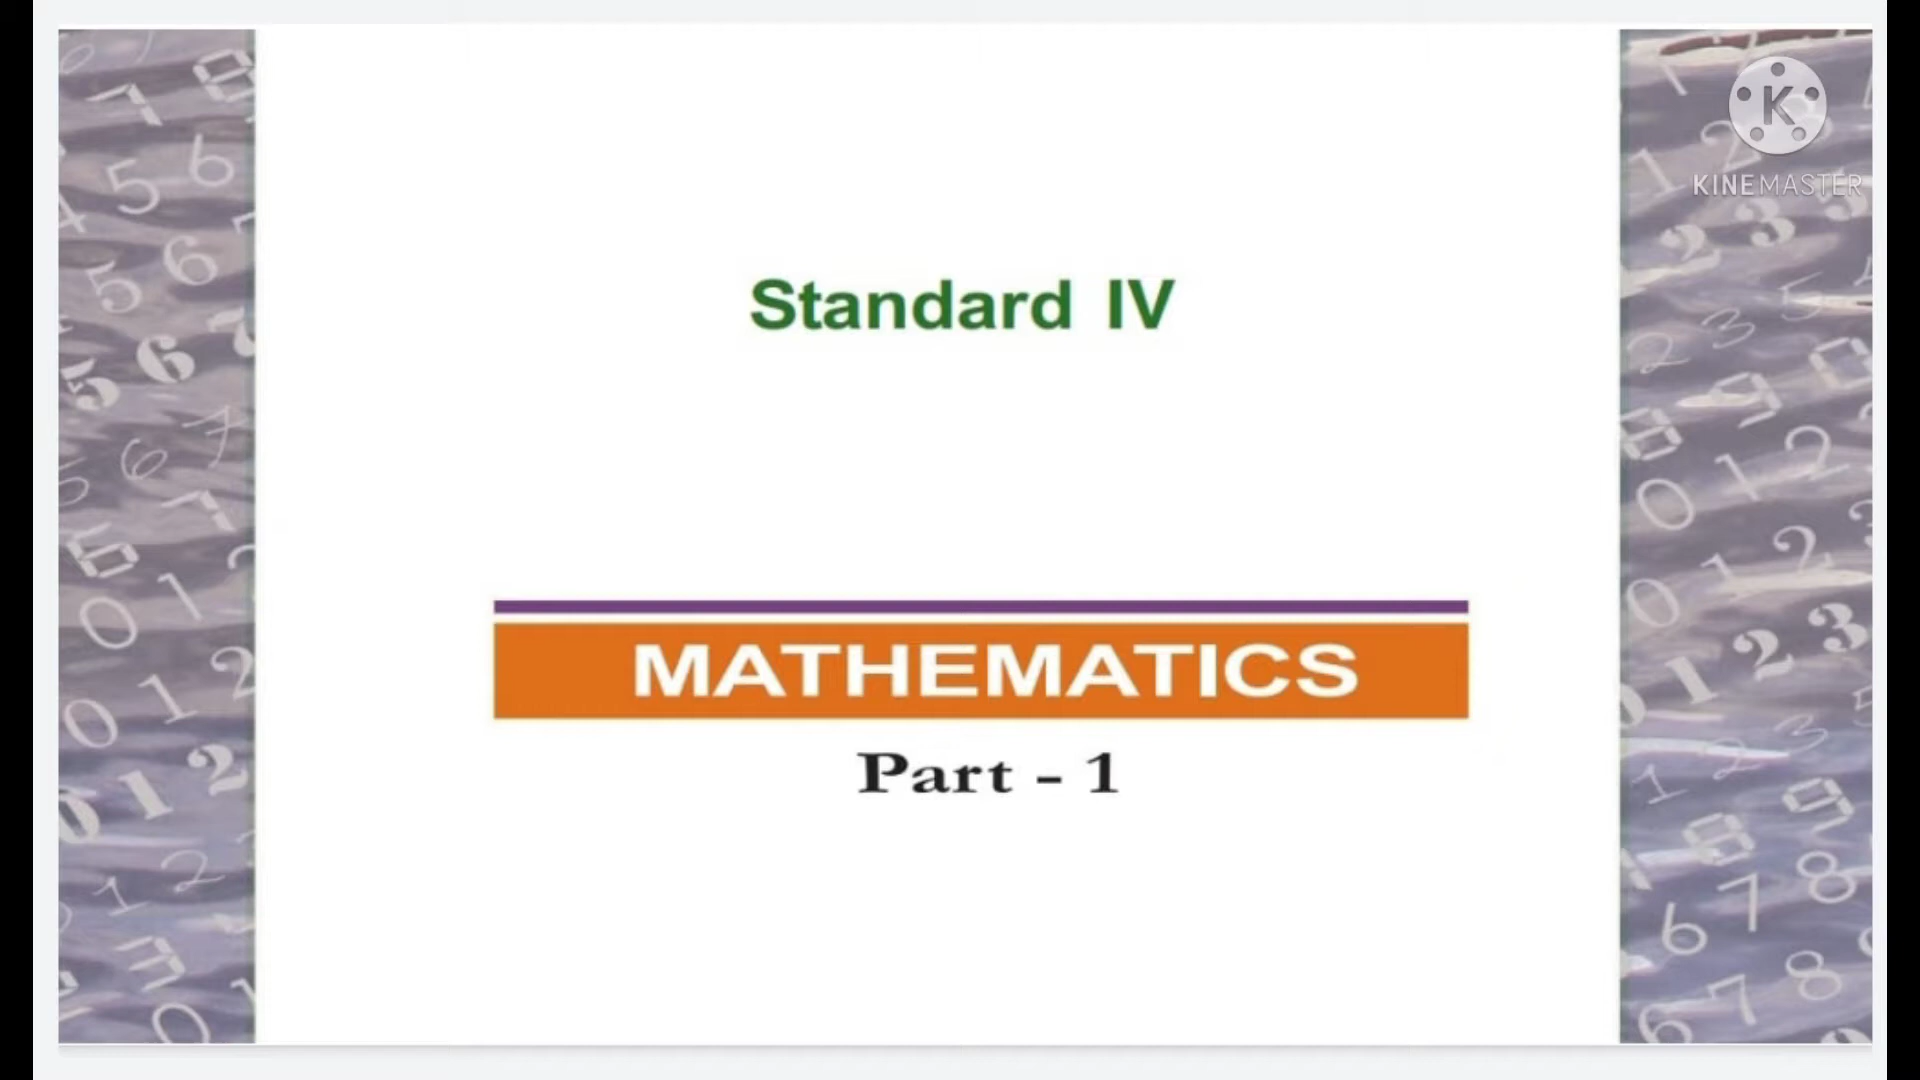 K
KINEMASTER
Standard IV
MATHEMATICS
Part - 1